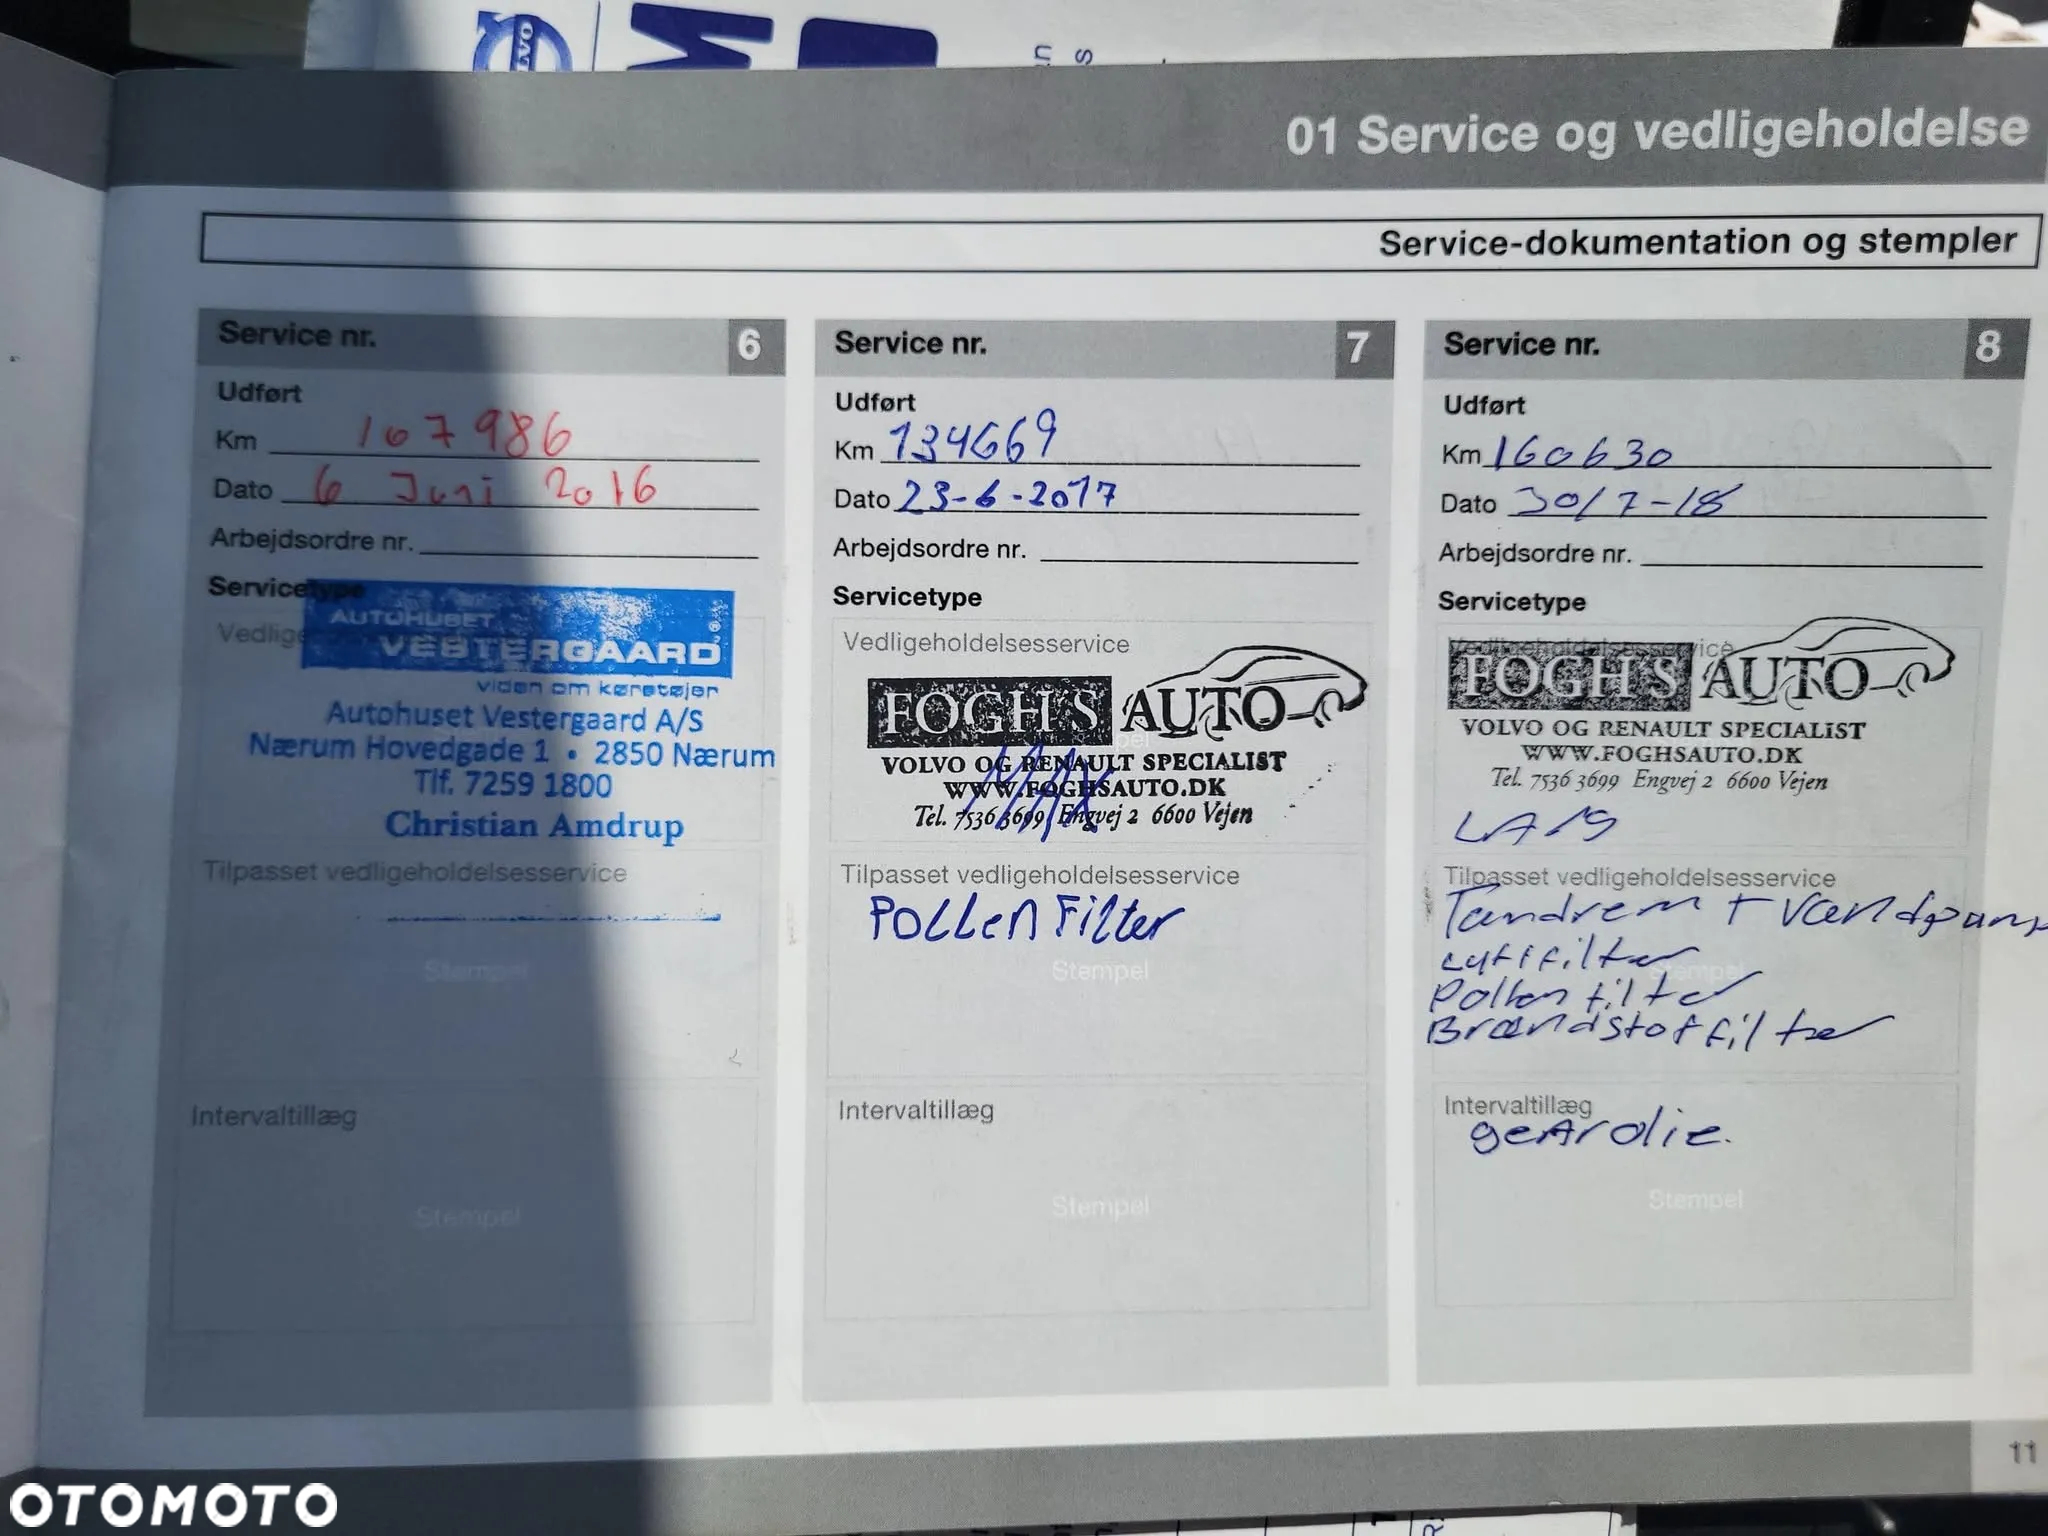 VOLVO
01 Service og vedligeholdelse
Service-dokumentation og stempler
Service nr. 6
Udført
Km 107986
Dato 6 Juni 2016
Arbejdsordre nr.
Servicetype
AUTOHUSET
VESTERGAARD®
viden om køretøjer
Autohuset Vestergaard A/S
Nærum Hovedgade 1 • 2850 Nærum
Tlf. 7259 1800
Christian Amdrup
Tilpasset vedligeholdelsesservice
Stempel
Intervaltillæg
Stempel
Service nr. 7
Udført
Km 134669
Dato 23-6-2017
Arbejdsordre nr.
Servicetype
Vedligeholdelsesservice
FOGH'S AUTO
VOLVO OG RENAULT SPECIALIST
WWW.FOGHSAUTO.DK
Tel. 7536 3699 Engvej 2 6600 Vejen
MAX
Tilpasset vedligeholdelsesservice
Pollen Filter
Stempel
Intervaltillæg
Stempel
Service nr. 8
Udført
Km 160630
Dato 30/7-18
Arbejdsordre nr.
Servicetype
Vedligeholdelsesservice
FOGH'S AUTO
VOLVO OG RENAULT SPECIALIST
WWW.FOGHSAUTO.DK
Tel. 7536 3699 Engvej 2 6600 Vejen
Tilpasset vedligeholdelsesservice
Tandrem + Vandpump
Luftfilter
Stempel
Pollenfilter
Brændstoffilter
Intervaltillæg
gearolie.
Stempel
11
OTOMOTO